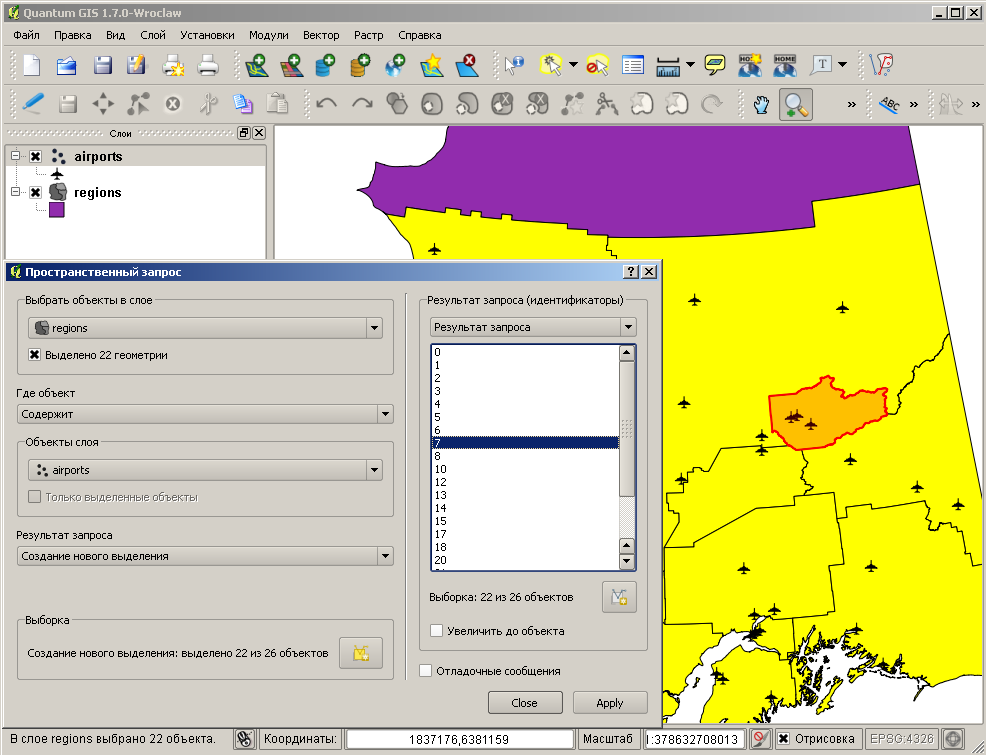 Quantum GIS 1.7.0-Wroclaw
Файл Правка Вид Слой Установки Модули Вектор Растр Справка
HOME
T
ABC
»
»
»
Слои
airports
regions
Пространственный запрос
Выбрать объекты в слое
regions
Выделено 22 геометрии
Где объект
Содержит
Объекты слоя
airports
Только выделенные объекты
Результат запроса
Создание нового выделения
Выборка
Создание нового выделения: выделено 22 из 26 объектов
Результат запроса (идентификаторы)
Результат запроса
0
1
2
3
4
5
6
7
8
10
12
13
14
15
17
18
20
Выборка: 22 из 26 объектов
Увеличить до объекта
Отладочные сообщения
Close
Apply
В слое regions выбрано 22 объекта. Координаты: 1837176,6381159 Масштаб l:378632708013 Отрисовка EPSG:4326